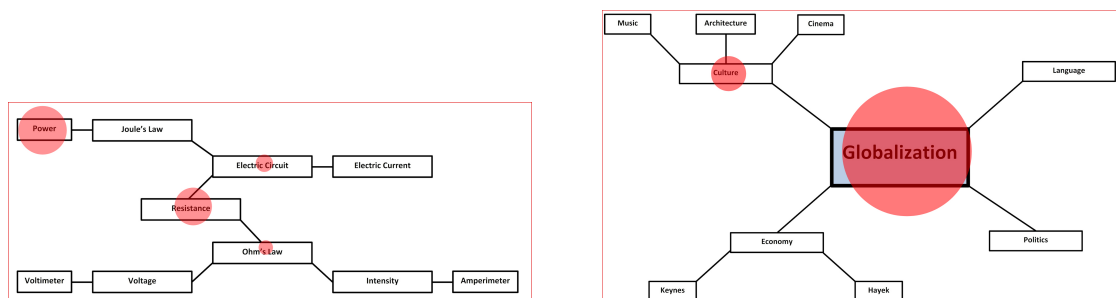 Power
Joule's Law
Electric Circuit
Electric Current
Resistance
Ohm's Law
Voltimeter
Voltage
Intensity
Amperimeter
Music
Architecture
Cinema
Culture
Language
Globalization
Economy
Politics
Keynes
Hayek